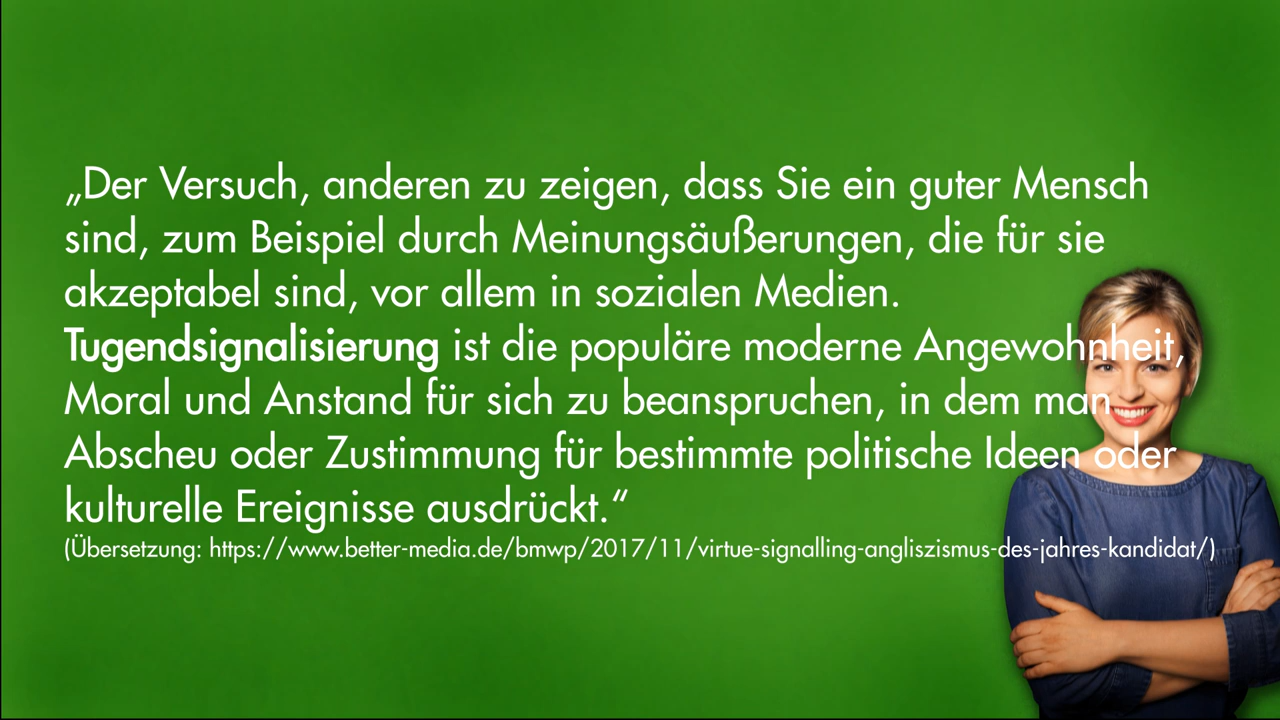 „Der Versuch, anderen zu zeigen, dass Sie ein guter Mensch
sind, zum Beispiel durch Meinungsäußerungen, die für sie
akzeptabel sind, vor allem in sozialen Medien.
Tugendsignalisierung ist die populäre moderne Angewohnheit,
Moral und Anstand für sich zu beanspruchen, in dem man
Abscheu oder Zustimmung für bestimmte politische Ideen oder
kulturelle Ereignisse ausdrückt.“
(Übersetzung: https://www.better-media.de/bmwp/2017/11/virtue-signalling-angliszismus-des-jahres-kandidat/)